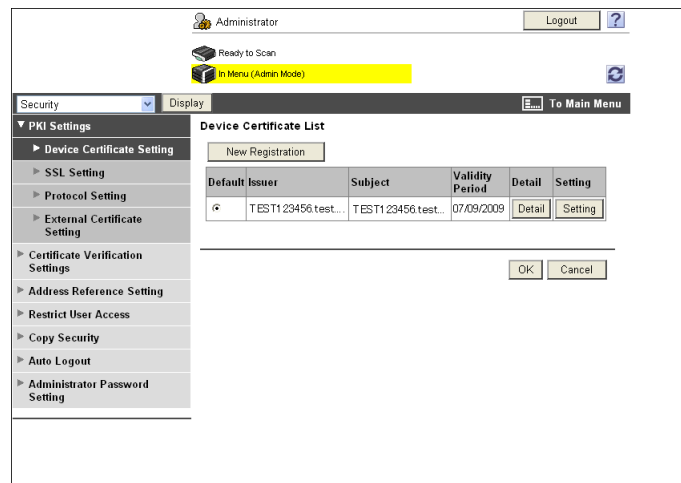 Administrator
Logout
?
Ready to Scan
In Menu (Admin Mode)
Security
Display
To Main Menu
PKI Settings
Device Certificate Setting
SSL Setting
Protocol Setting
External Certificate
Setting
Certificate Verification
Settings
Address Reference Setting
Restrict User Access
Copy Security
Auto Logout
Administrator Password
Setting
Device Certificate List
New Registration
Default Issuer Subject Validity Period Detail Setting
TEST123456.test.... TEST123456.test... 07/09/2009 Detail Setting
OK Cancel